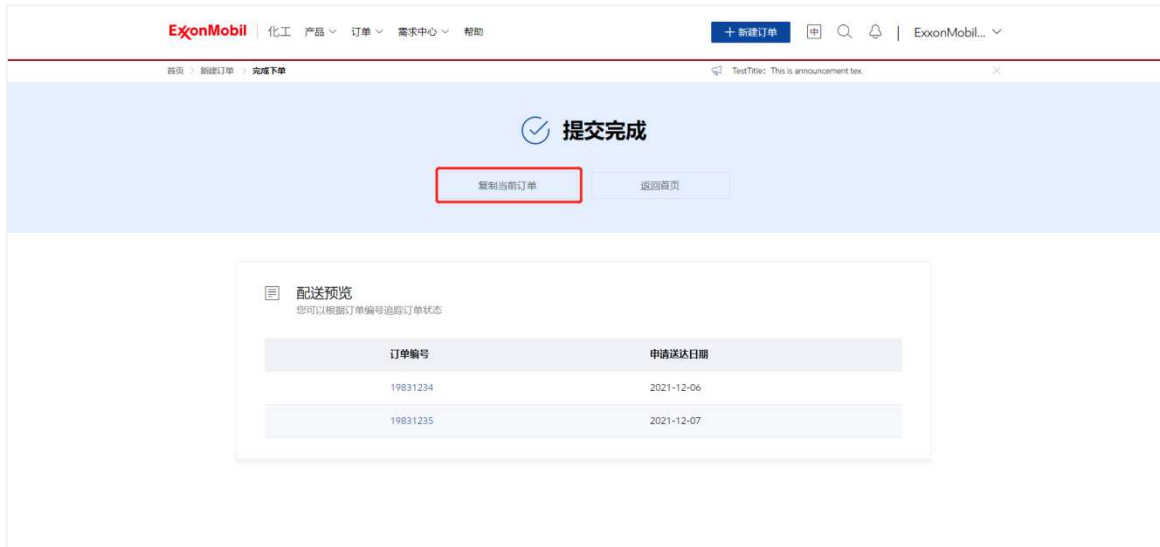 ExxonMobil 化工 产品 订单 需求中心 帮助 新建订单 中 ExxonMobil...
首页 > 新建订单 > 完成下单 TestTitle: This is announcement tex.
提交完成
复制当前订单 返回首页
配送预览
您可以根据订单编号追踪订单状态
订单编号 申请送达日期
19831234 2021-12-06
19831235 2021-12-07